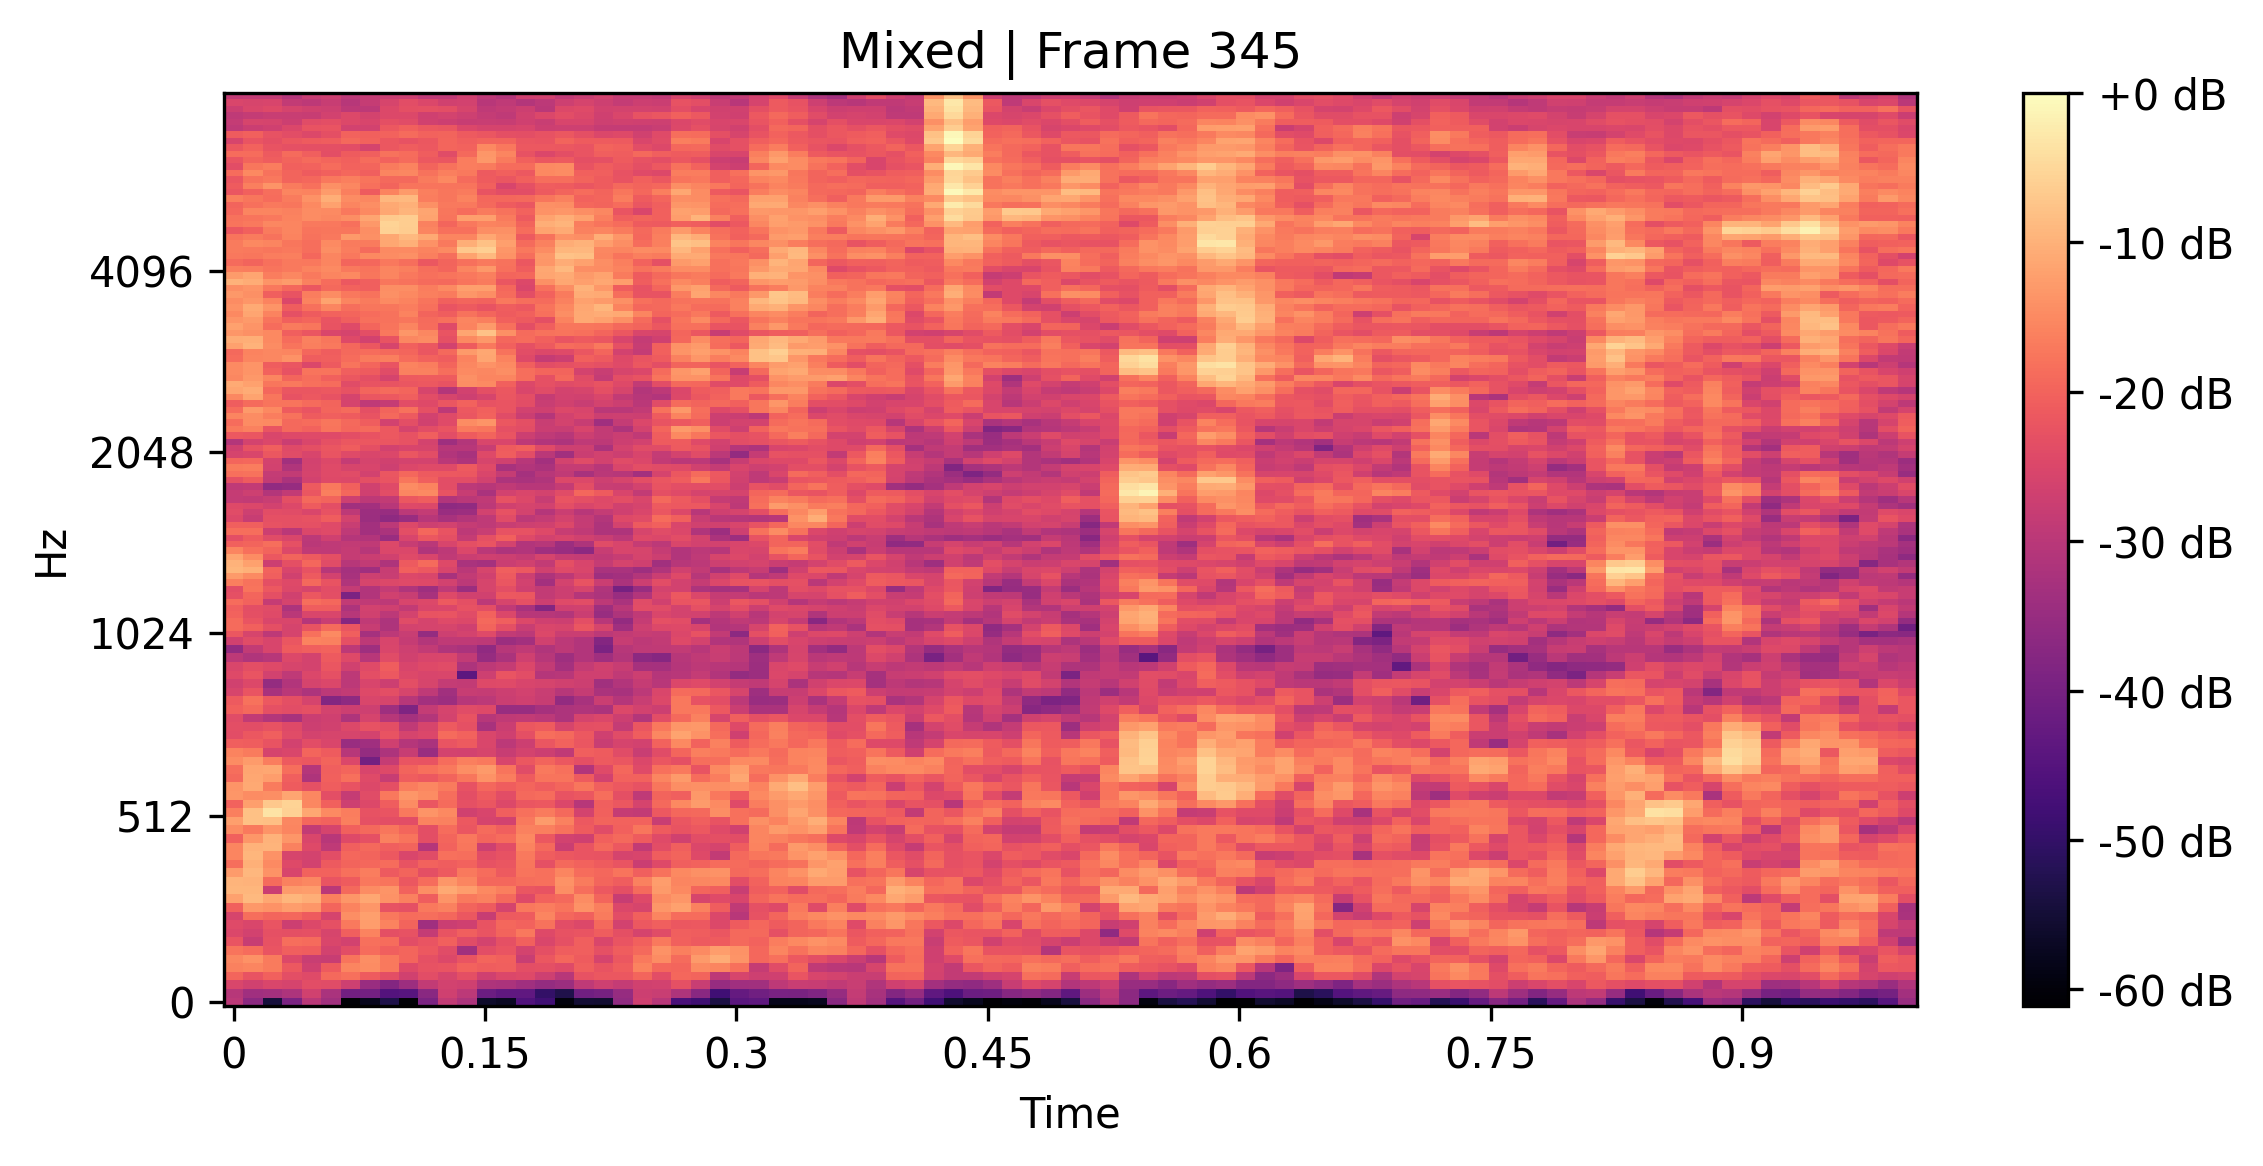 Mixed | Frame 345
+0 dB
-10 dB
-20 dB
-30 dB
-40 dB
-50 dB
-60 dB
Hz
4096
2048
1024
512
0
0 0.15 0.3 0.45 0.6 0.75 0.9
Time